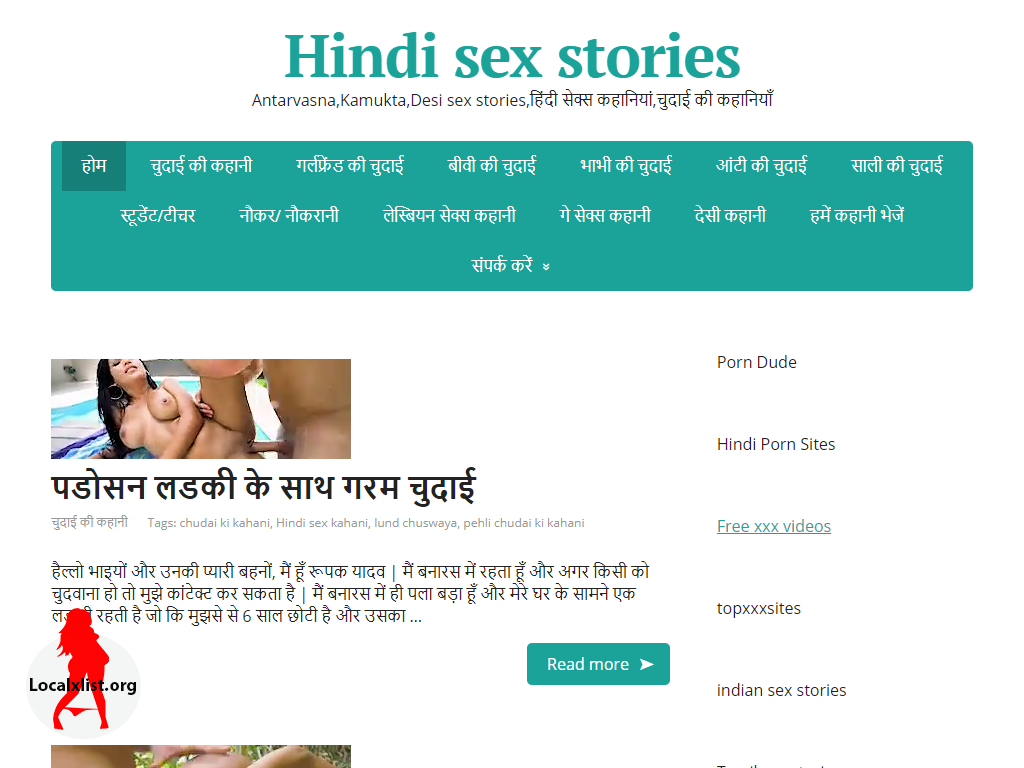 Hindi sex stories
Antarvasna,Kamukta,Desi sex stories,हिंदी सेक्स कहानियां,चुदाई की कहानियाँ
होम चुदाई की कहानी गर्लफ्रेंड की चुदाई बीवी की चुदाई भाभी की चुदाई आंटी की चुदाई साली की चुदाई
स्टूडेंट/टीचर नौकर/ नौकरानी लेस्बियन सेक्स कहानी गे सेक्स कहानी देसी कहानी हमें कहानी भेजें
संपर्क करें
पडोसन लडकी के साथ गरम चुदाई
चुदाई की कहानी Tags: chudai ki kahani, Hindi sex kahani, lund chuswaya, pehli chudai ki kahani
हैल्लो भाइयों और उनकी प्यारी बहनों, मैं हूँ रूपक यादव | मैं बनारस में रहता हूँ और अगर किसी को
चुदवाना हो तो मुझे कांटेक्ट कर सकता है | मैं बनारस में ही पला बड़ा हूँ और मेरे घर के सामने एक
रहती है जो कि मुझसे से 6 साल छोटी है और उसका ...
Read more
Localxlist.org
Porn Dude
Hindi Porn Sites
Free xxx videos
topxxxsites
indian sex stories